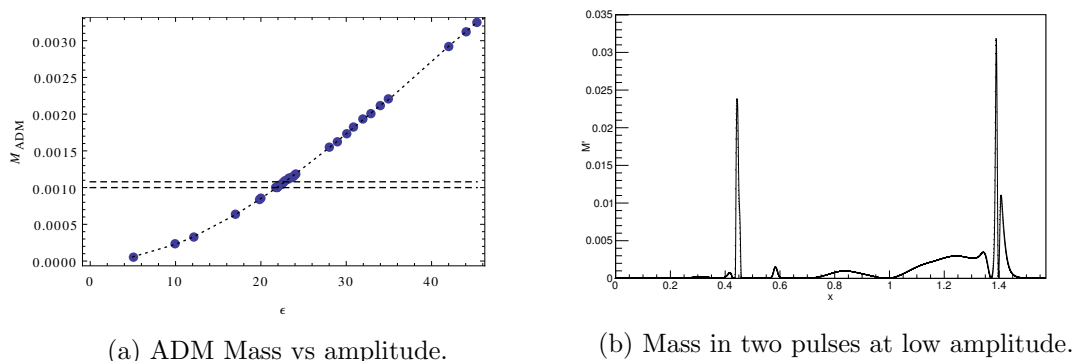 0.0030
0.0025
0.0020
0.0015
0.0010
0.0005
0.0000
M_ADM
0 10 20 30 40
ϵ
(a) ADM Mass vs amplitude.
0.035
0.03
0.025
0.02
0.015
0.01
0.005
0
M'
0 0.2 0.4 0.6 0.8 1 1.2 1.4
x
(b) Mass in two pulses at low amplitude.